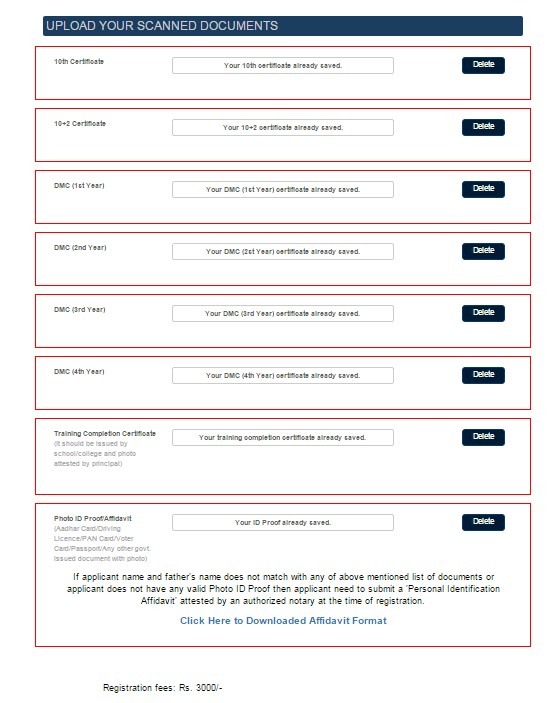 UPLOAD YOUR SCANNED DOCUMENTS
10th Certificate
Your 10th certificate already saved.
Delete
10+2 Certificate
Your 10+2 certificate already saved.
Delete
DMC (1st Year)
Your DMC (1st Year) certificate already saved.
Delete
DMC (2nd Year)
Your DMC (2st Year) certificate already saved.
Delete
DMC (3rd Year)
Your DMC (3rd Year) certificate already saved.
Delete
DMC (4th Year)
Your DMC (4th Year) certificate already saved.
Delete
Training Completion Certificate
(it should be issued by
school/college and photo
attested by principal)
Your training completion certificate already saved.
Delete
Photo ID Proof/Affidavit
(Aadhar Card/Driving
Licence/PAN Card/Voter
Card/Passport/Any other govt.
issued document with photo)
Your ID Proof already saved.
Delete
If applicant name and father's name does not match with any of above mentioned list of documents or
applicant does not have any valid Photo ID Proof then applicant need to submit a 'Personal Identification
Affidavit' attested by an authorized notary at the time of registration.
Click Here to Downloaded Affidavit Format
Registration fees: Rs. 3000/-